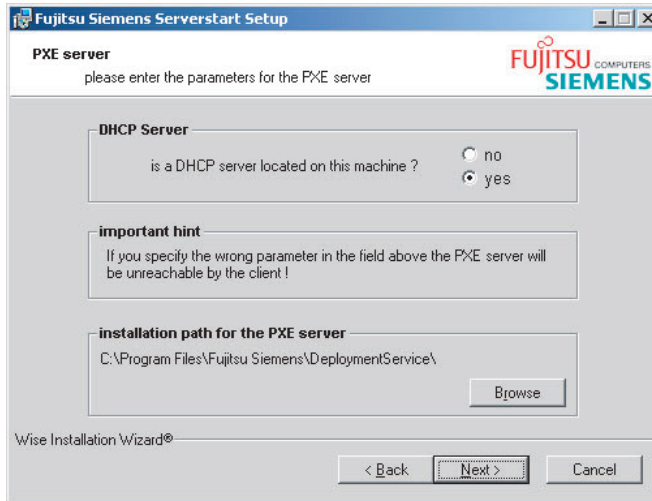 Fujitsu Siemens Serverstart Setup
PXE server
please enter the parameters for the PXE server
FUJITSU COMPUTERS
SIEMENS
DHCP Server
is a DHCP server located on this machine ?
no
yes
important hint
If you specify the wrong parameter in the field above the PXE server will
be unreachable by the client !
installation path for the PXE server
C:\Program Files\Fujitsu Siemens\DeploymentService\
Browse
Wise Installation Wizard®
< Back
Next >
Cancel